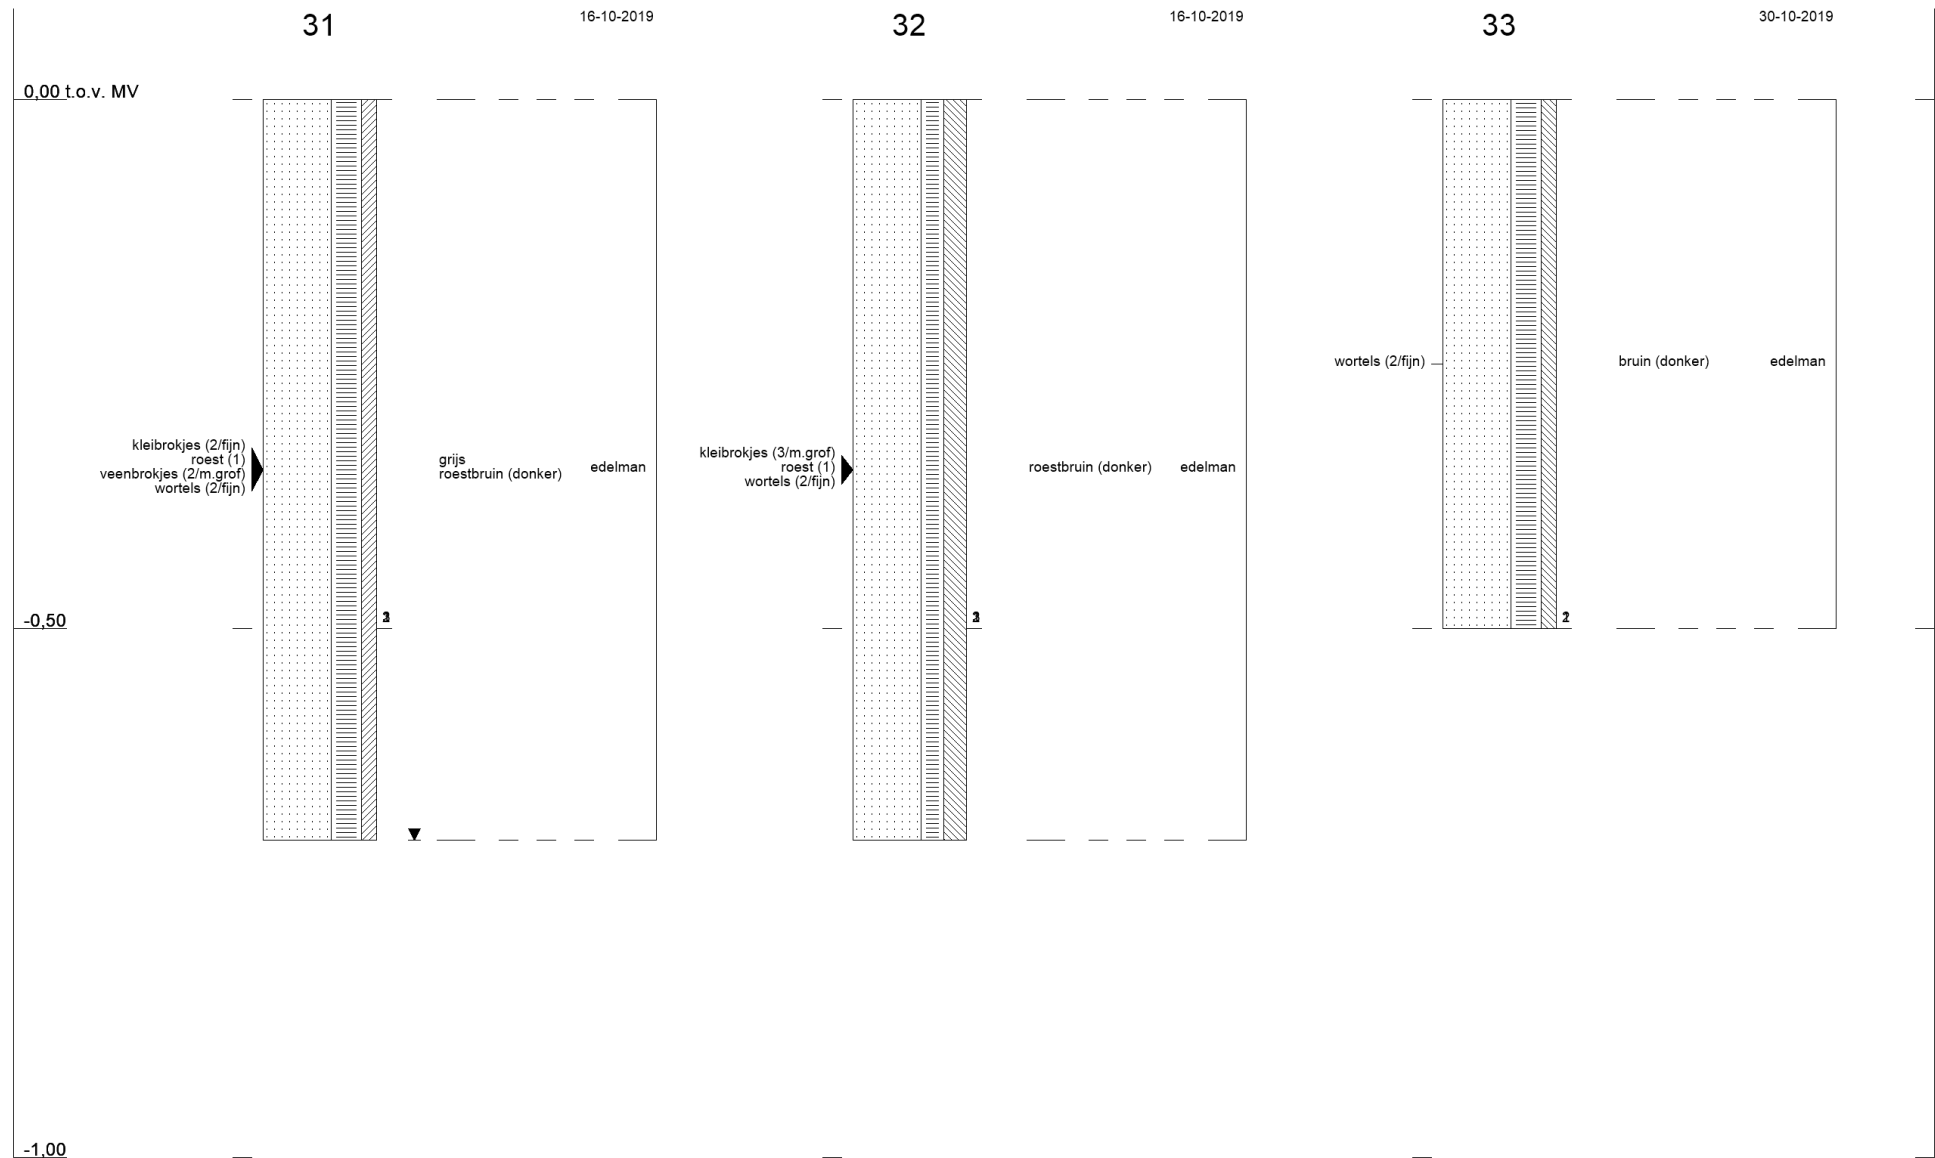 31
16-10-2019
32
16-10-2019
33
30-10-2019
0,00 t.o.v. MV
wortels (2/fijn)
bruin (donker)
edelman
kleibrokjes (2/fijn)
roest (1)
veenbrokjes (2/m.grof)
wortels (2/fijn)
grijs
roestbruin (donker)
edelman
kleibrokjes (3/m.grof)
roest (1)
wortels (2/fijn)
roestbruin (donker)
edelman
-0,50
-1,00